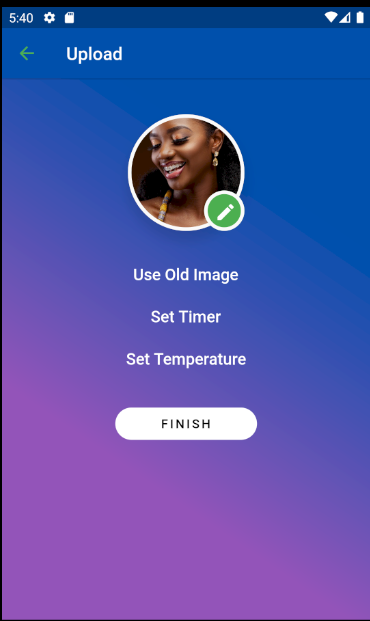 5:40
Upload
Use Old Image
Set Timer
Set Temperature
FINISH